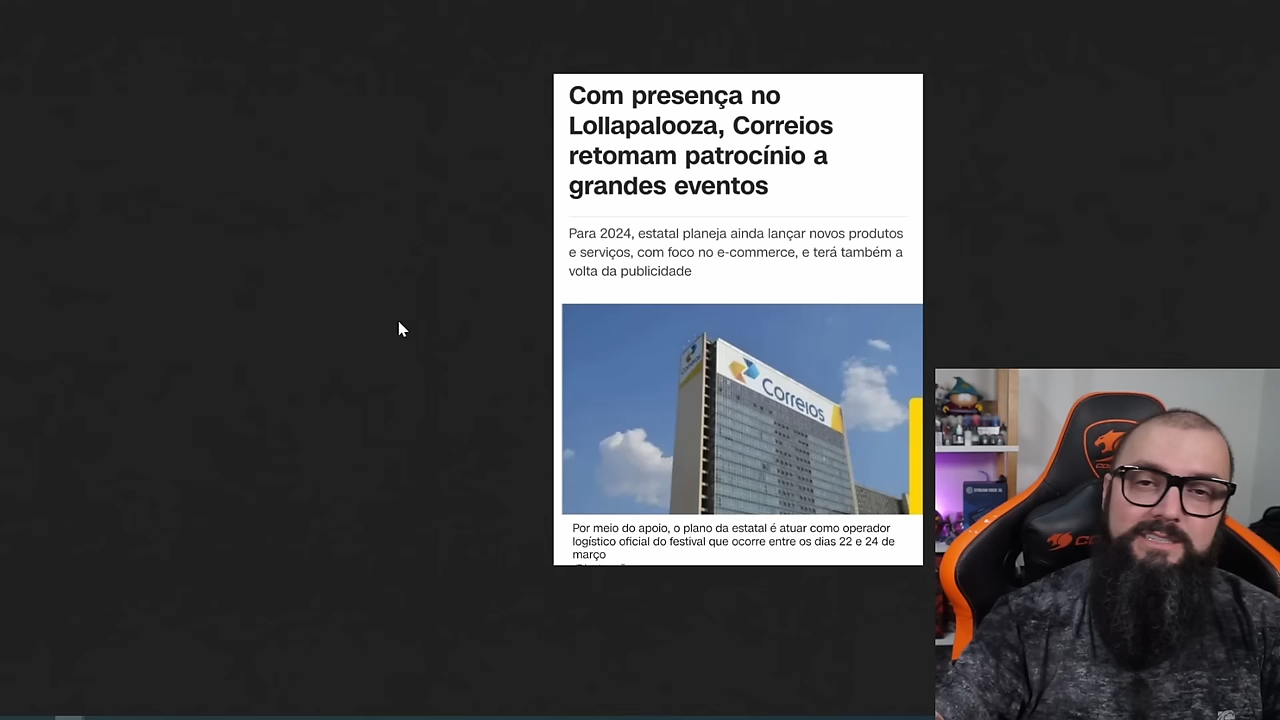 Com presença no
Lollapalooza, Correios
retomam patrocínio a
grandes eventos
Para 2024, estatal planeja ainda lançar novos produtos
e serviços, com foco no e-commerce, e terá também a
volta da publicidade
Correios
Por meio do apoio, o plano da estatal é atuar como operador
logístico oficial do festival que ocorre entre os dias 22 e 24 de
março